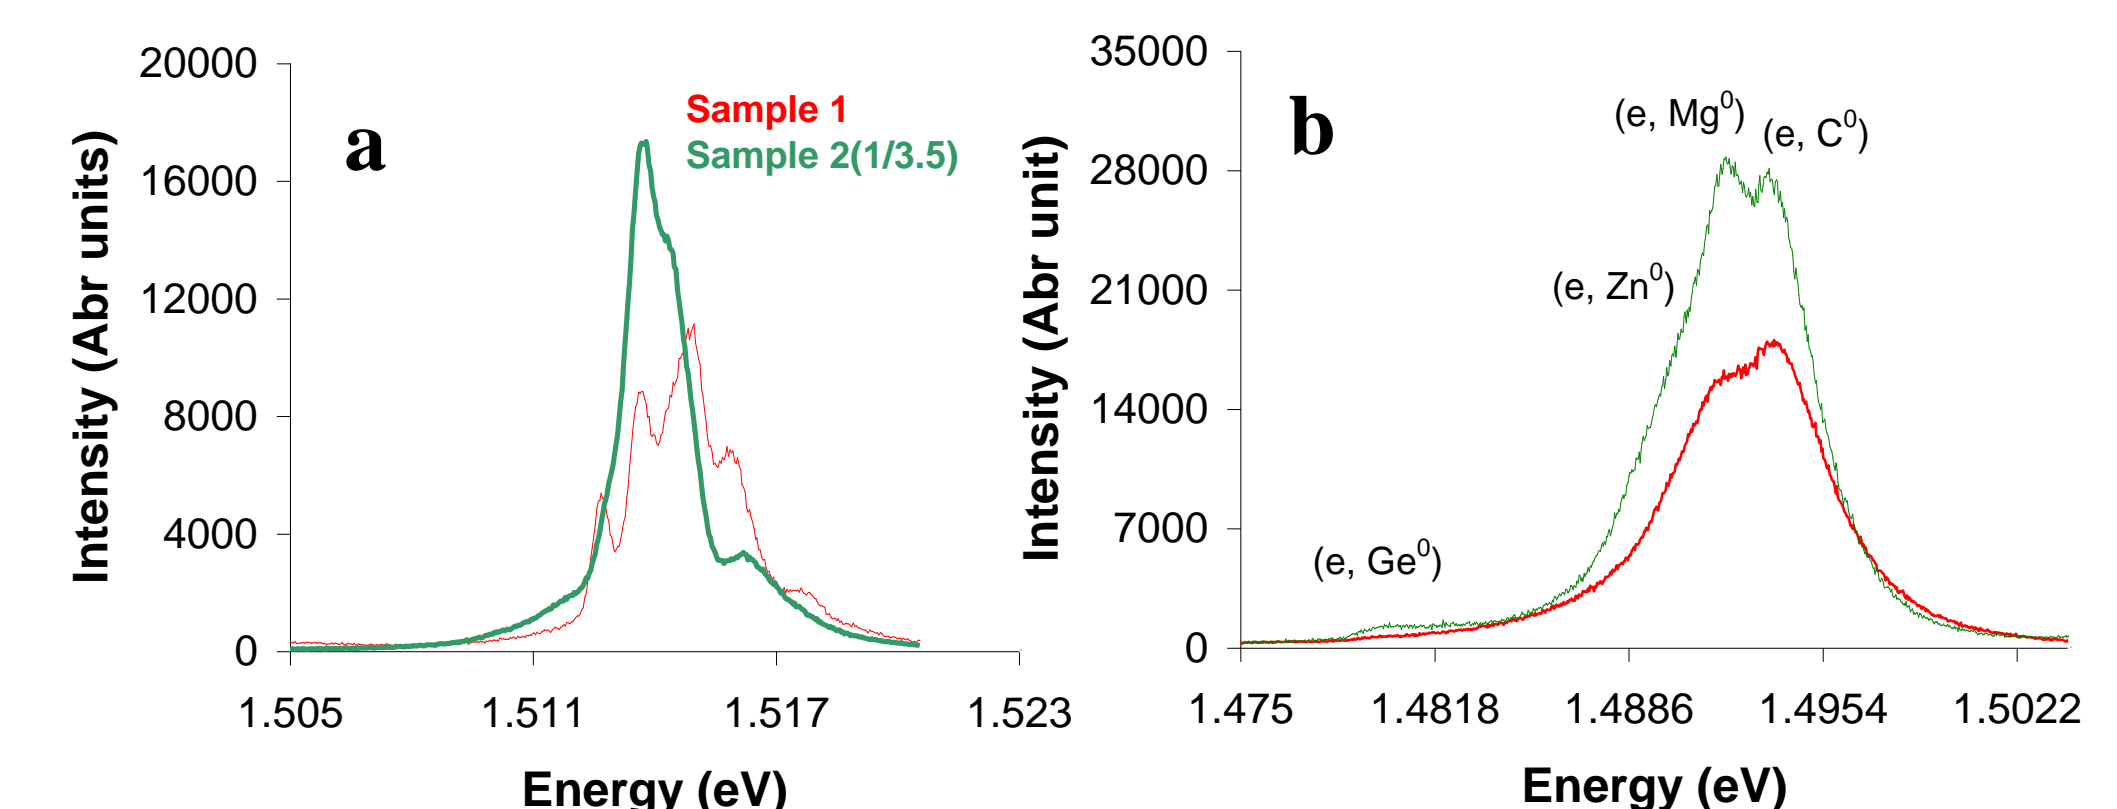 20000
16000
12000
8000
4000
0
Intensity (Abr units)
a
Sample 1
Sample 2(1/3.5)
1.505
1.511
1.517
1.523
Energy (eV)
35000
28000
21000
14000
7000
0
Intensity (Abr unit)
b
(e, Mg⁰)
(e, C⁰)
(e, Zn⁰)
(e, Ge⁰)
1.475
1.4818
1.4886
1.4954
1.5022
Energy (eV)